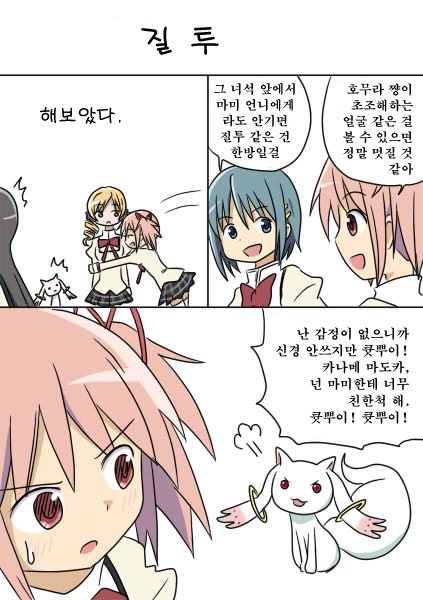 질투
호무라 쨩이
초조해하는
얼굴 같은 걸
볼 수 있으면
정말 멋질 것
같아
그 녀석 앞에서
마미 언니에게
라도 안기면
질투 같은 건
한방일걸
해보았다.
난 감정이 없으니까
신경 안쓰지만 큣뿌이!
카나메 마도카,
넌 마미한테 너무
친한척 해.
큣뿌이! 큣뿌이!